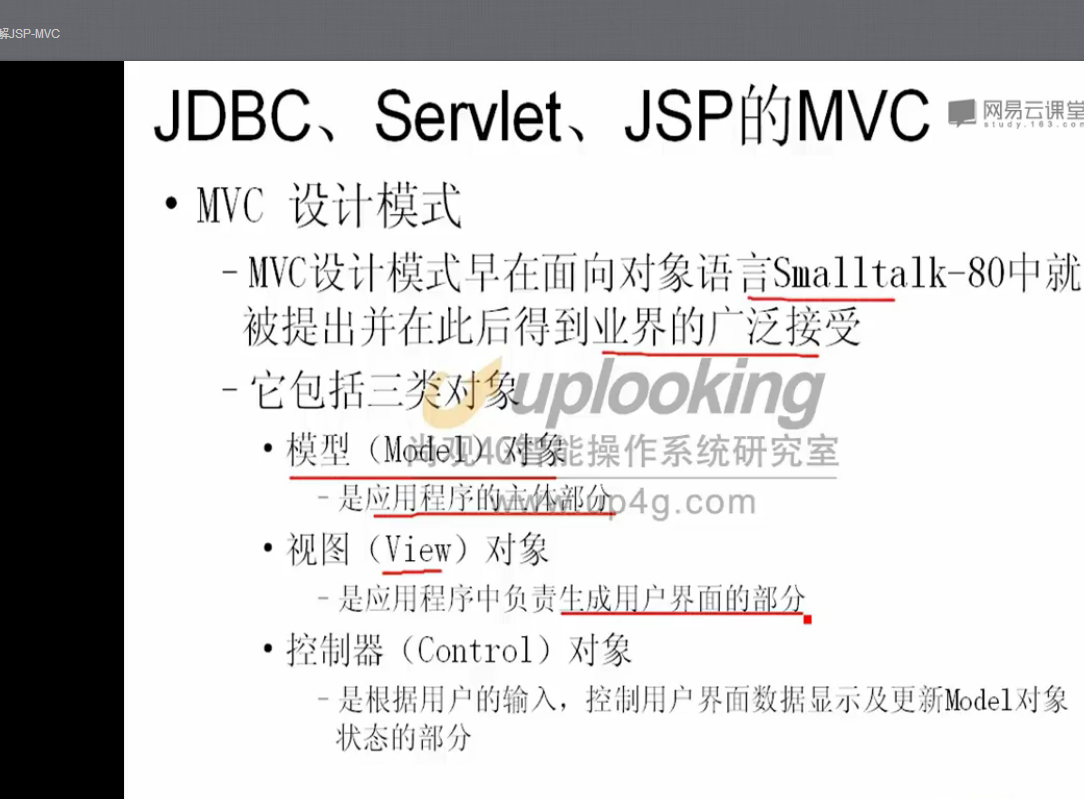 解JSP-MVC
JDBC、Servlet、JSP的MVC
网易云课堂
study.163.com
• MVC 设计模式
–MVC设计模式早在面向对象语言Smalltalk-80中就
被提出并在此后得到业界的广泛接受
–它包括三类对象
uplooking
• 模型（Model）对象
尚观4G智能操作系统研究室
–是应用程序的主体部分
www.up4g.com
• 视图（View）对象
–是应用程序中负责生成用户界面的部分
• 控制器（Control）对象
–是根据用户的输入，控制用户界面数据显示及更新Model对象
状态的部分